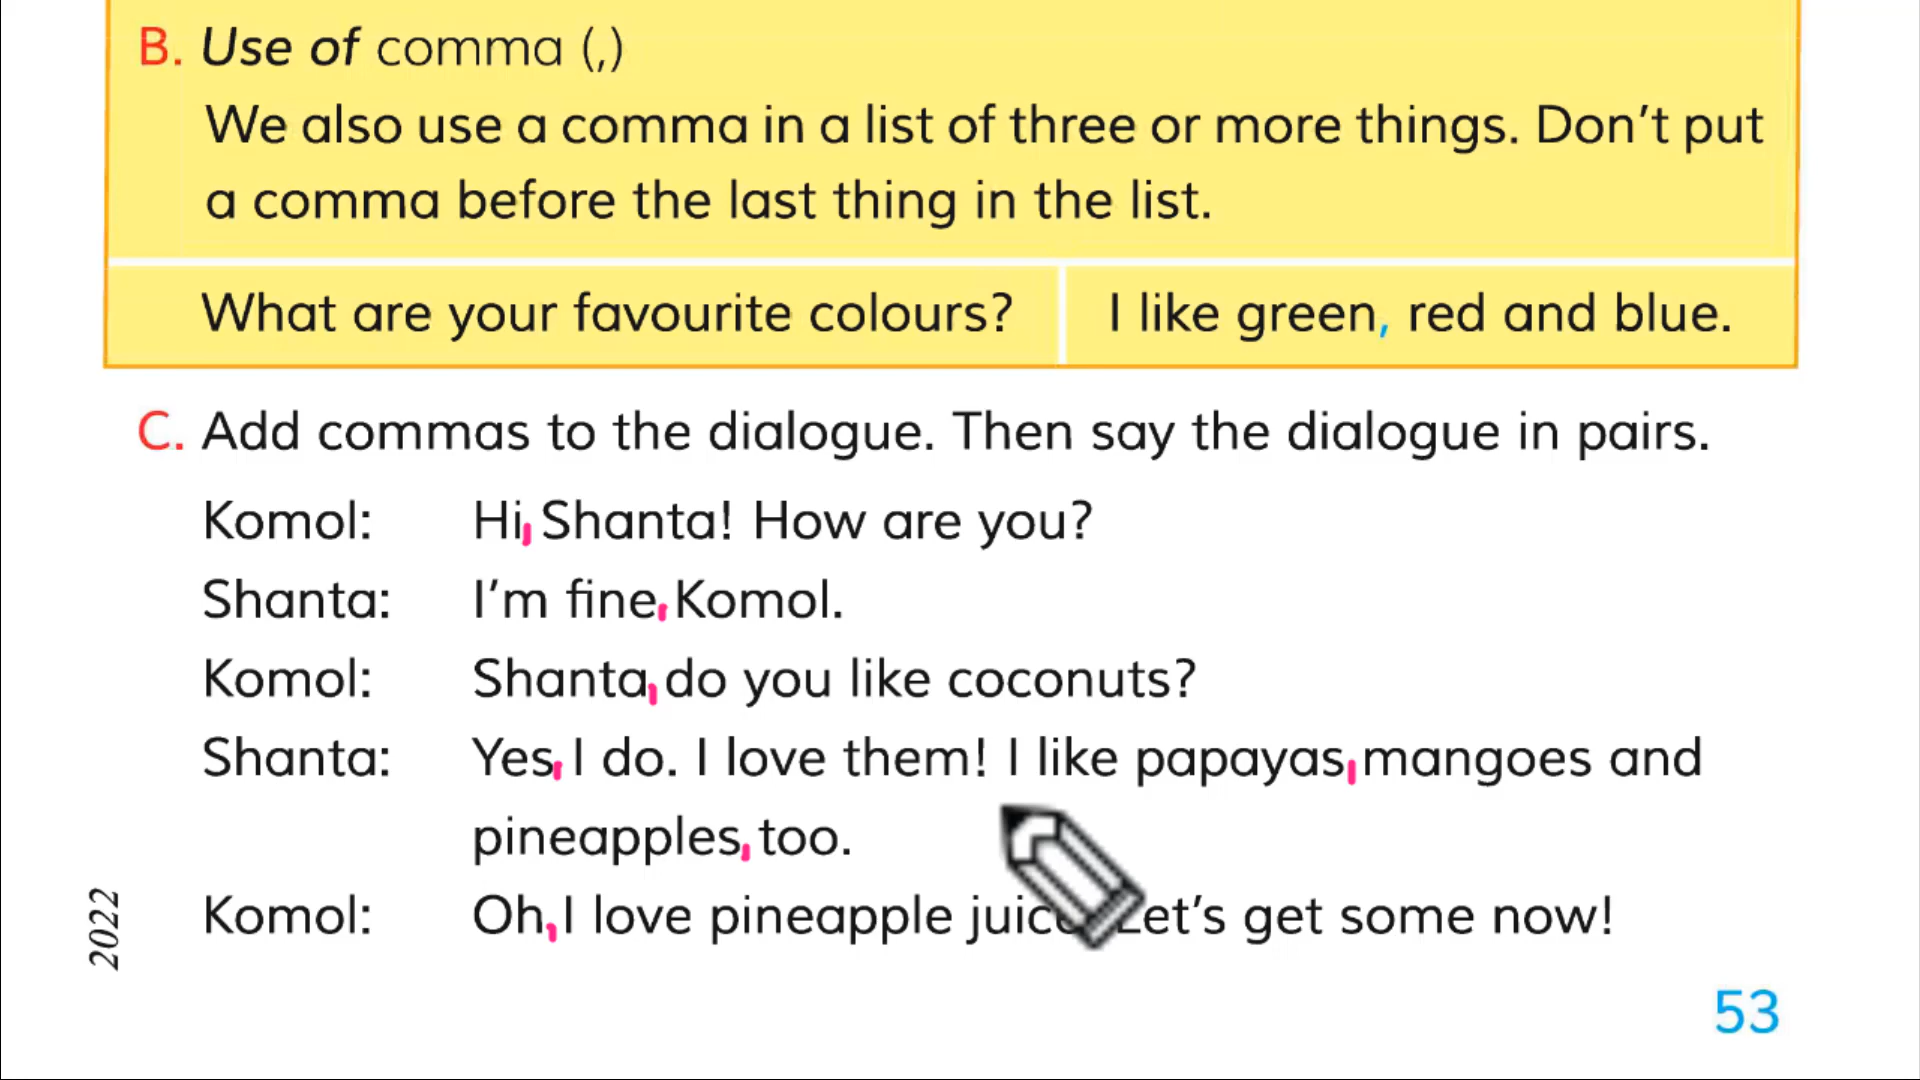 B. Use of comma (,)
We also use a comma in a list of three or more things. Don't put
a comma before the last thing in the list.
What are your favourite colours? I like green, red and blue.
C. Add commas to the dialogue. Then say the dialogue in pairs.
Komol: Hi, Shanta! How are you?
Shanta: I'm fine, Komol.
Komol: Shanta, do you like coconuts?
Shanta: Yes, I do. I love them! I like papayas, mangoes and
pineapples, too.
Komol: Oh, I love pineapple Let's get some now!
2022
53